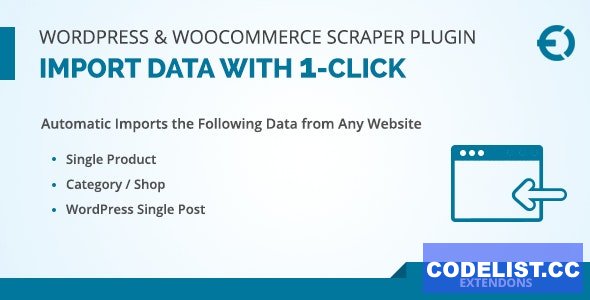 WORDPRESS & WOOCOMMERCE SCRAPER PLUGIN
IMPORT DATA WITH 1-CLICK
Automatic Imports the Following Data from Any Website
• Single Product
• Category / Shop
• WordPress Single Post
CODELIST.CC
EXTENDONS